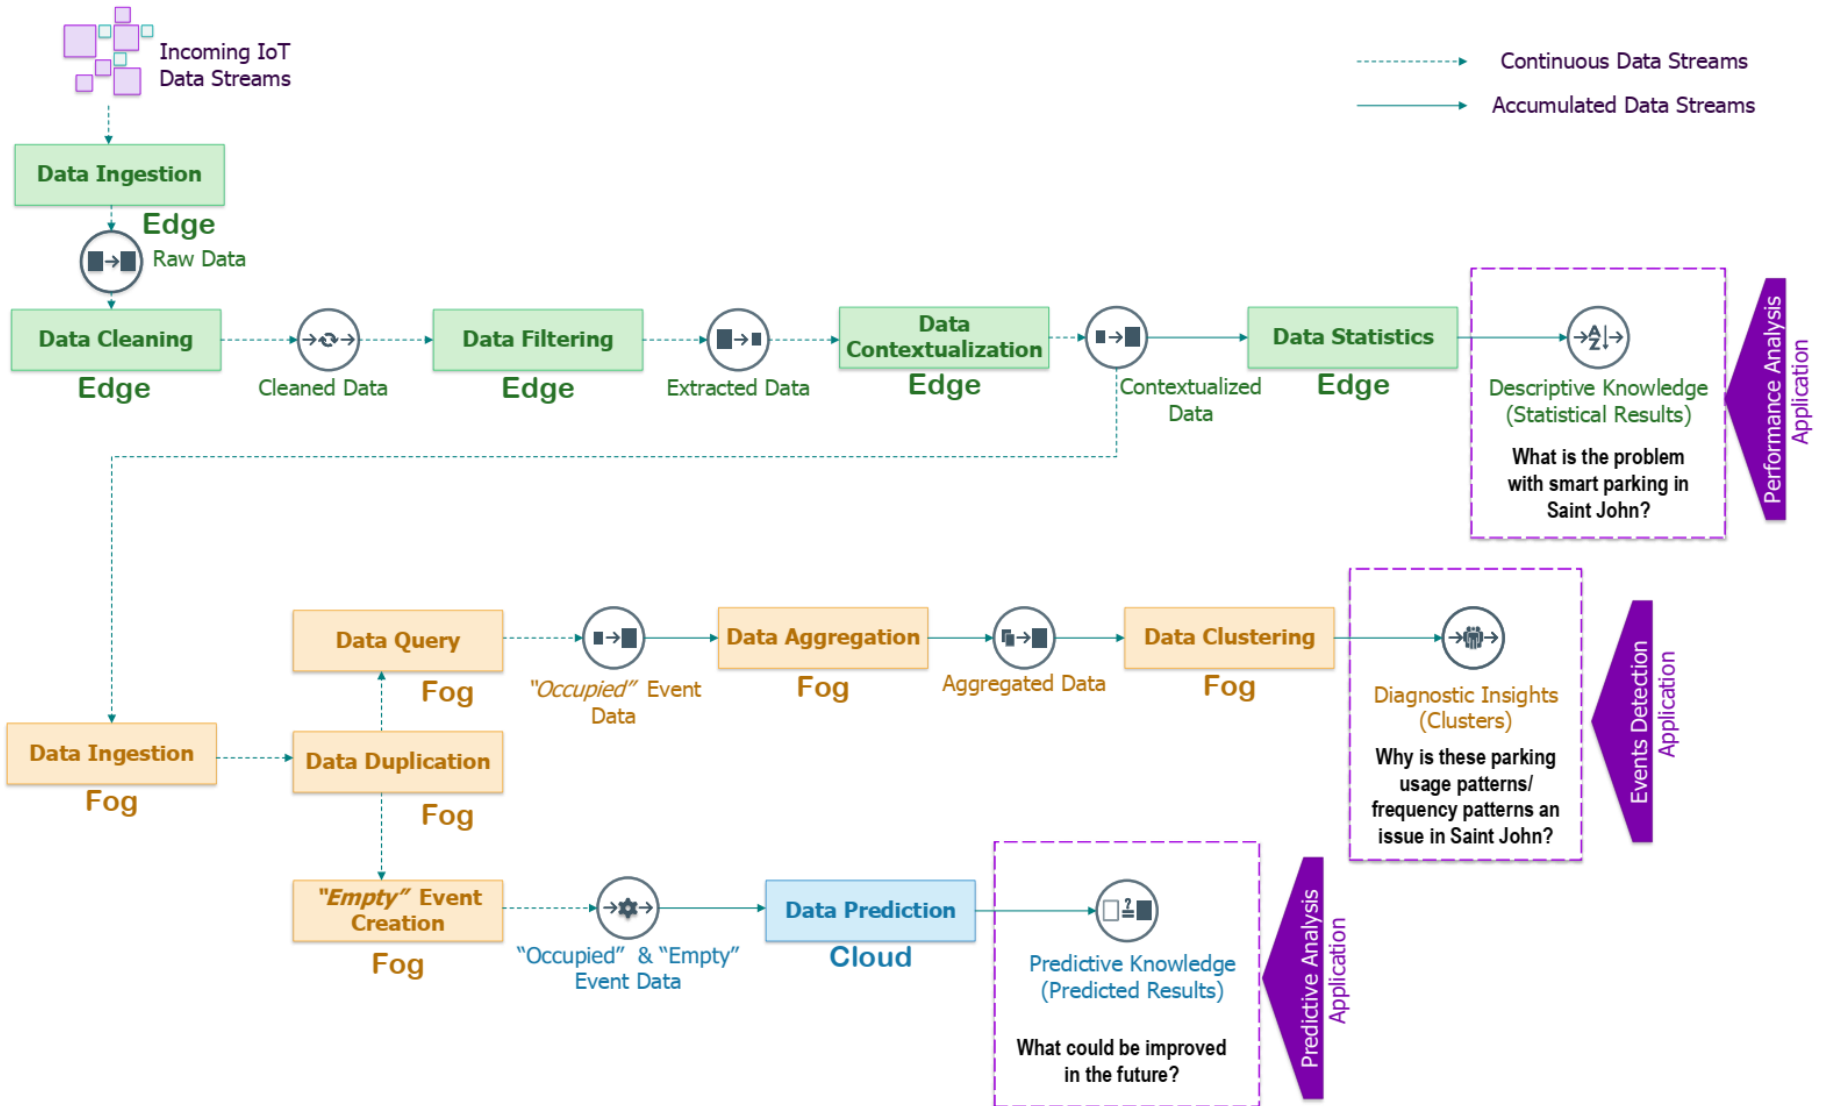 Incoming IoT
Data Streams
Continuous Data Streams
Accumulated Data Streams
Data Ingestion
Edge
Raw Data
Data Cleaning
Edge
Cleaned Data
Data Filtering
Edge
Extracted Data
Data
Contextualization
Edge
Contextualized
Data
Data Statistics
Edge
A
Z
Descriptive Knowledge
(Statistical Results)
What is the problem
with smart parking in
Saint John?
Performance Analysis
Application
Data Query
Fog
"Occupied" Event
Data
Data Aggregation
Fog
Aggregated Data
Data Clustering
Fog
Diagnostic Insights
(Clusters)
Why is these parking
usage patterns/
frequency patterns an
issue in Saint John?
Events Detection
Application
Data Ingestion
Fog
Data Duplication
Fog
"Empty" Event
Creation
Fog
“Occupied” & “Empty”
Event Data
Data Prediction
Cloud
?
=
Predictive Knowledge
(Predicted Results)
What could be improved
in the future?
Predictive Analysis
Application